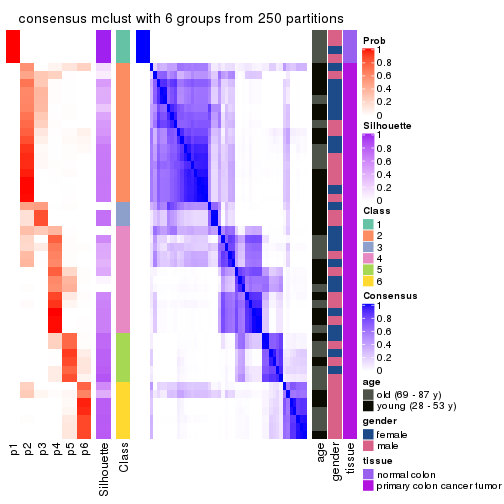 consensus mclust with 6 groups from 250 partitions
Prob
1
0.8
0.6
0.4
0.2
0
Silhouette
1
0.8
0.6
0.4
0.2
0
Class
1
2
3
4
5
6
Consensus
1
0.8
0.6
0.4
0.2
0
age
old (69 - 87 y)
young (28 - 53 y)
gender
female
male
tissue
normal colon
primary colon cancer tumor
p1
p2
p3
p4
p5
p6
Silhouette
Class
age
gender
tissue